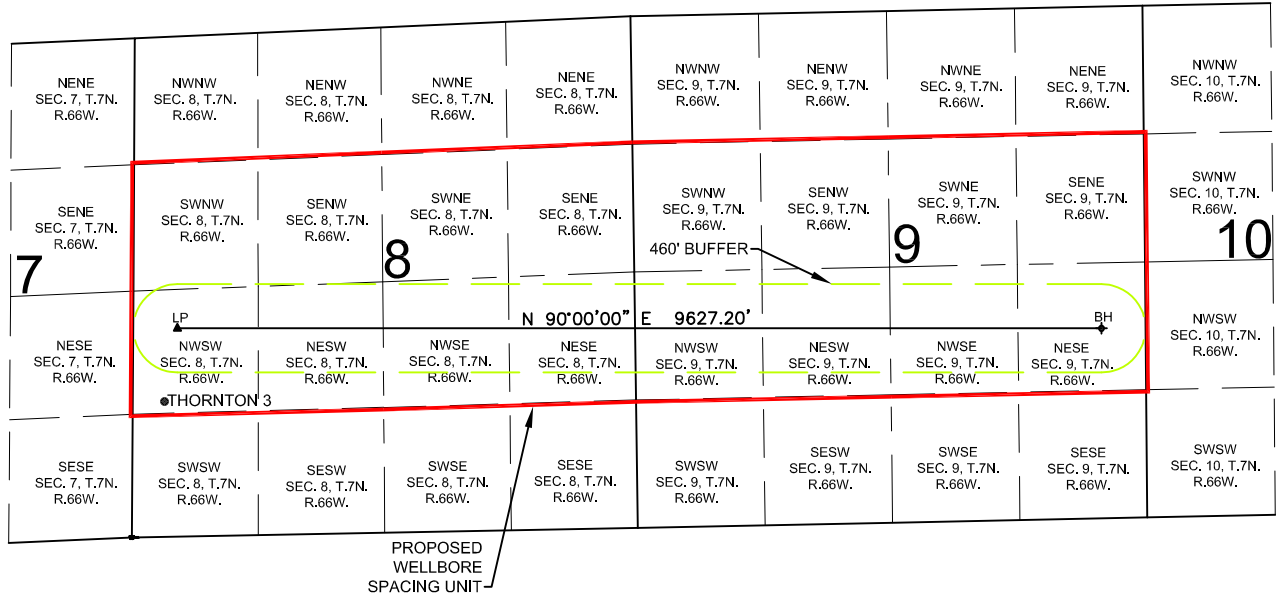 NENE
SEC. 7, T.7N.
R.66W.
NWNW
SEC. 8, T.7N.
R.66W.
NENW
SEC. 8, T.7N.
R.66W.
NWNE
SEC. 8, T.7N.
R.66W.
NENE
SEC. 8, T.7N.
R.66W.
NWNW
SEC. 9, T.7N.
R.66W.
NENW
SEC. 9, T.7N.
R.66W.
NWNE
SEC. 9, T.7N.
R.66W.
NENE
SEC. 9, T.7N.
R.66W.
NWNW
SEC. 10, T.7N.
R.66W.
SENE
SEC. 7, T.7N.
R.66W.
SWNW
SEC. 8, T.7N.
R.66W.
SENW
SEC. 8, T.7N.
R.66W.
SWNE
SEC. 8, T.7N.
R.66W.
SENE
SEC. 8, T.7N.
R.66W.
SWNW
SEC. 9, T.7N.
R.66W.
SENW
SEC. 9, T.7N.
R.66W.
SWNE
SEC. 9, T.7N.
R.66W.
SENE
SEC. 9, T.7N.
R.66W.
SWNW
SEC. 10, T.7N.
R.66W.
7
8
9
10
460' BUFFER
LP
N 90°00'00" E 9627.20'
BH
NESE
SEC. 7, T.7N.
R.66W.
NWSW
SEC. 8, T.7N.
R.66W.
NESW
SEC. 8, T.7N.
R.66W.
NWSE
SEC. 8, T.7N.
R.66W.
NESE
SEC. 8, T.7N.
R.66W.
NWSW
SEC. 9, T.7N.
R.66W.
NESW
SEC. 9, T.7N.
R.66W.
NWSE
SEC. 9, T.7N.
R.66W.
NESE
SEC. 9, T.7N.
R.66W.
NWSW
SEC. 10, T.7N.
R.66W.
THORNTON 3
SESE
SEC. 7, T.7N.
R.66W.
SWSW
SEC. 8, T.7N.
R.66W.
SESW
SEC. 8, T.7N.
R.66W.
SWSE
SEC. 8, T.7N.
R.66W.
SESE
SEC. 8, T.7N.
R.66W.
SWSW
SEC. 9, T.7N.
R.66W.
SESW
SEC. 9, T.7N.
R.66W.
SWSE
SEC. 9, T.7N.
R.66W.
SESE
SEC. 9, T.7N.
R.66W.
SWSW
SEC. 10, T.7N.
R.66W.
PROPOSED
WELLBORE
SPACING UNIT